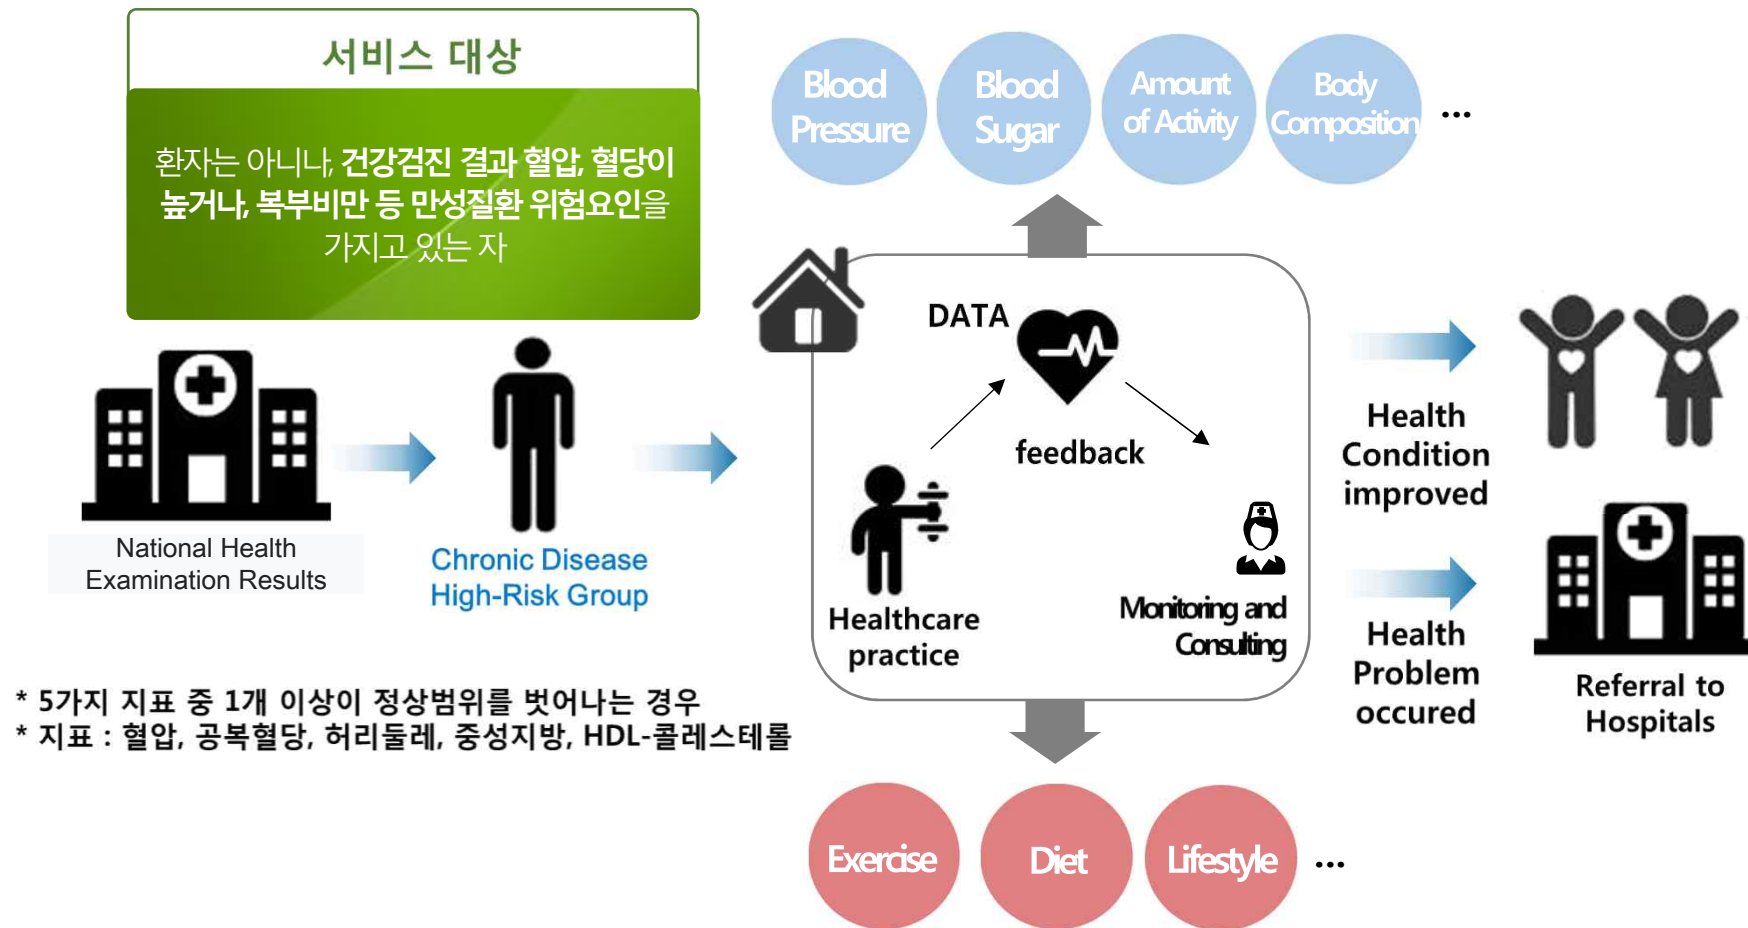 서비스 대상
환자는 아니나, 건강검진 결과 혈압, 혈당이
높거나, 복부비만 등 만성질환 위험요인을
가지고 있는 자
National Health
Examination Results
Chronic Disease
High-Risk Group
* 5가지 지표 중 1개 이상이 정상범위를 벗어나는 경우
* 지표 : 혈압, 공복혈당, 허리둘레, 중성지방, HDL-콜레스테롤
Blood
Pressure
Blood
Sugar
Amount
of Activity
Body
Composition
...
DATA
feedback
Healthcare
practice
Monitoring and
Consulting
Exercise
Diet
Lifestyle
...
Health
Condition
improved
Health
Problem
occured
Referral to
Hospitals